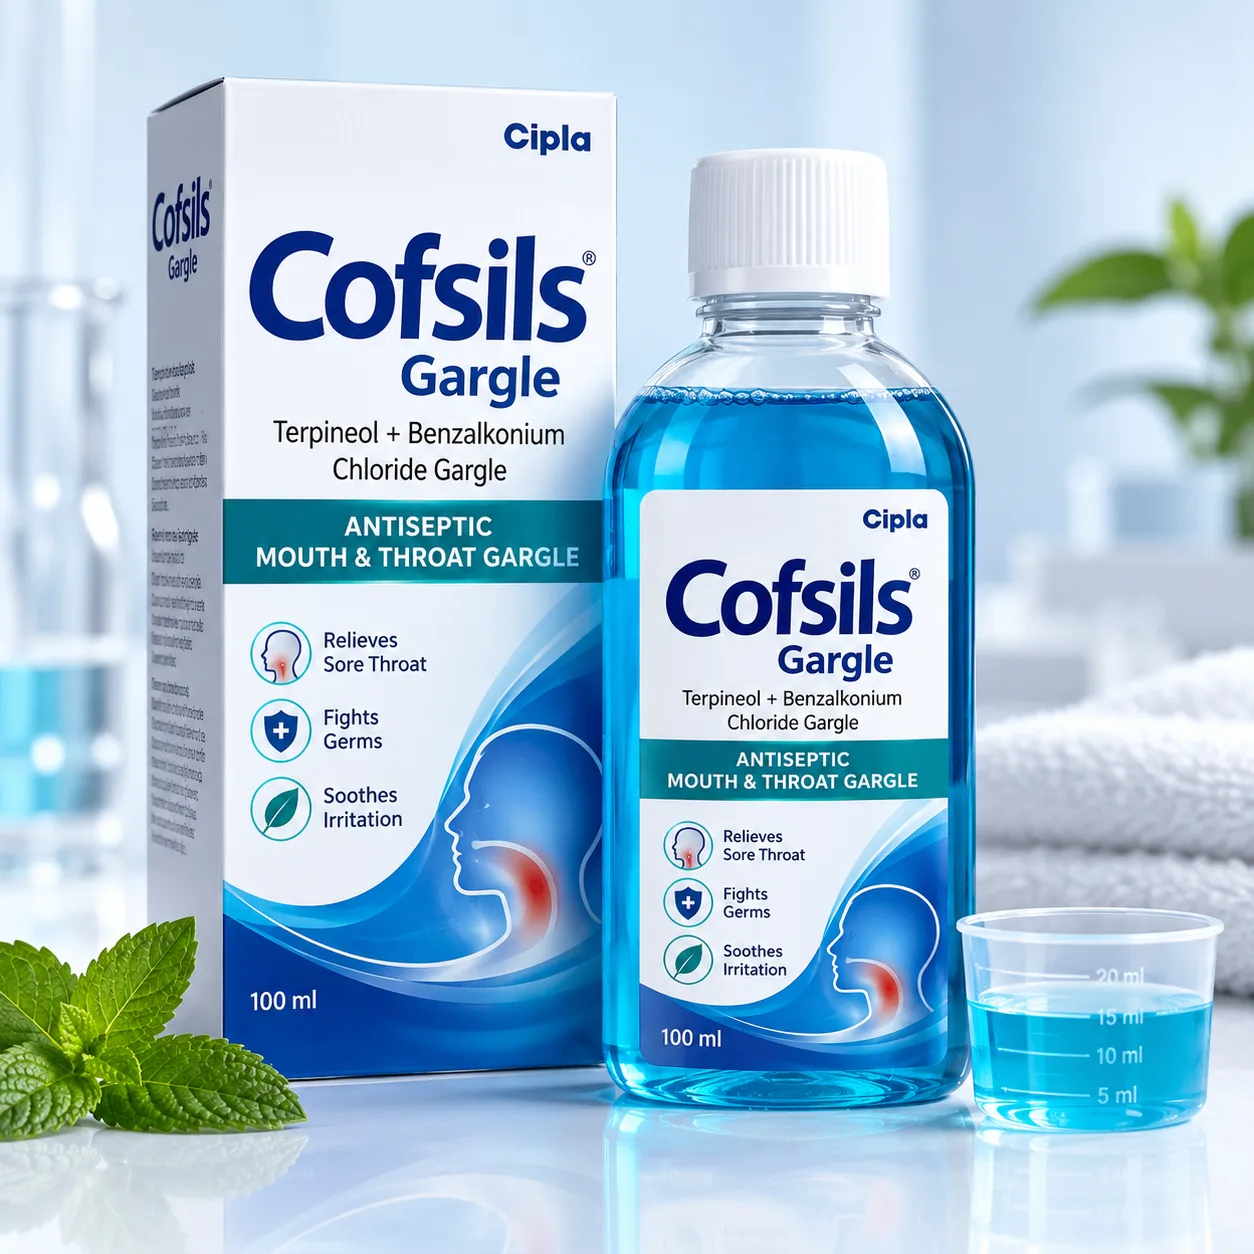 Cipla
Cofsils®
Gargle
Terpineol + Benzalkonium
Chloride Gargle
ANTISEPTIC
MOUTH & THROAT GARGLE
Relieves
Sore Throat
Fights
Germs
Soothes
Irritation
100 ml
Cofsils®
Gargle
Cipla
Cofsils®
Gargle
Terpineol + Benzalkonium
Chloride Gargle
ANTISEPTIC
MOUTH & THROAT GARGLE
Relieves
Sore Throat
Fights
Germs
Soothes
Irritation
100 ml
20 ml
15 ml
10 ml
5 ml